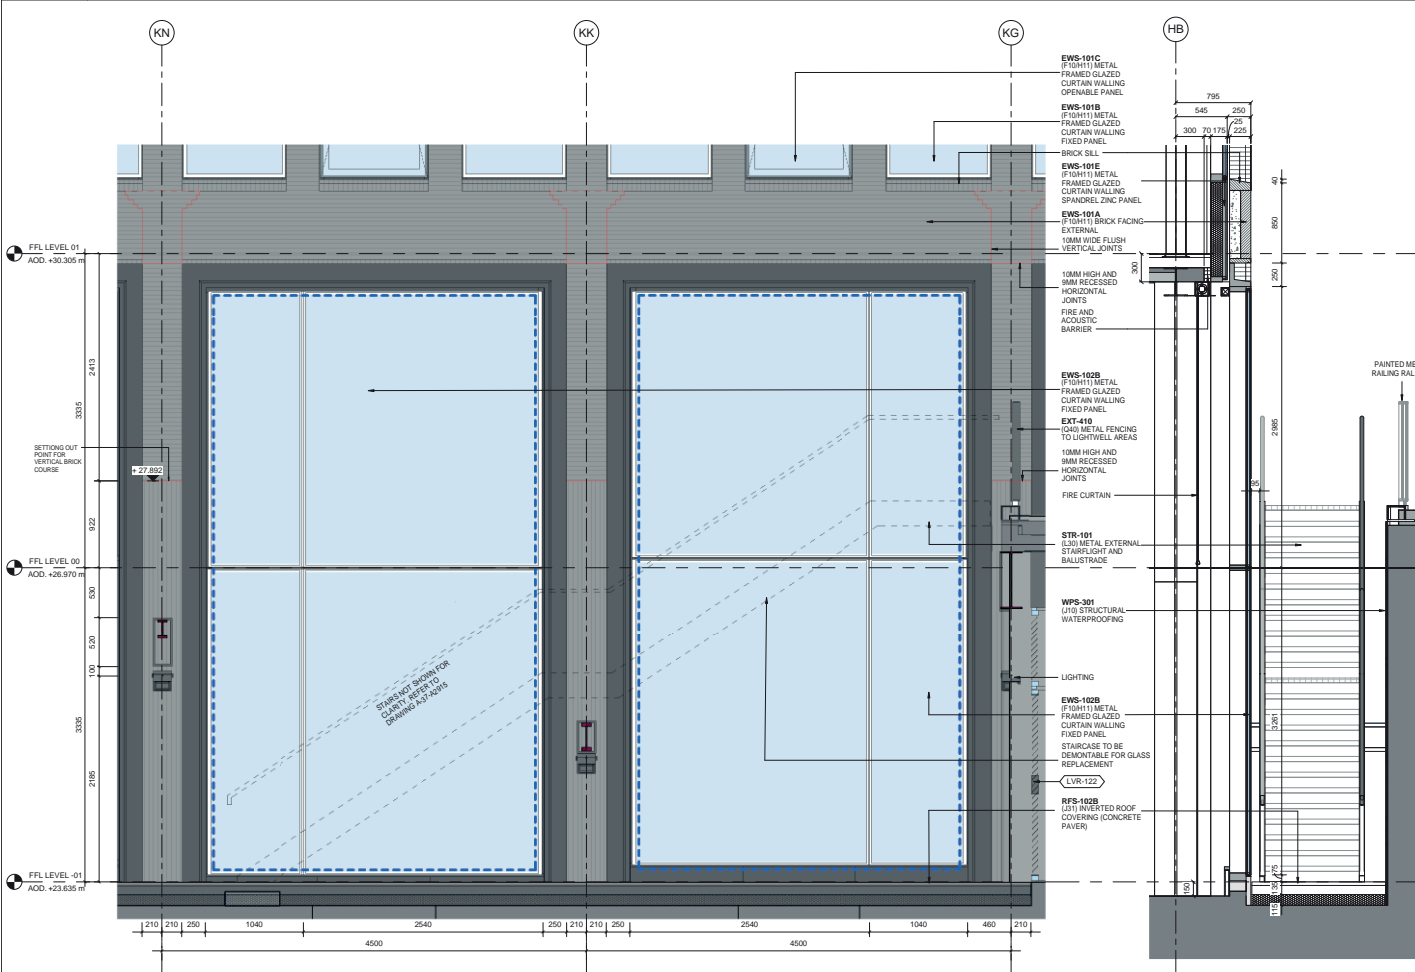 KN
KK
KG
HB
EWS-101C
(F10/H11) METAL
FRAMED GLAZED
CURTAIN WALLING
OPENABLE PANEL
EWS-101B
(F10/H11) METAL
FRAMED GLAZED
CURTAIN WALLING
FIXED PANEL
BRICK SILL
EWS-101E
(F10/H11) METAL
FRAMED GLAZED
CURTAIN WALLING
SPANDREL ZINC PANEL
EWS-101A
(F10/H11) BRICK FACING
EXTERNAL
10MM WIDE FLUSH
VERTICAL JOINTS
10MM HIGH AND
9MM RECESSED
HORIZONTAL
JOINTS
FIRE AND
ACOUSTIC
BARRIER
EWS-102B
(F10/H11) METAL
FRAMED GLAZED
CURTAIN WALLING
FIXED PANEL
EXT-410
(Q40) METAL FENCING
TO LIGHTWELL AREAS
10MM HIGH AND
9MM RECESSED
HORIZONTAL
JOINTS
FIRE CURTAIN
STR-101
(L30) METAL EXTERNAL
STAIRFLIGHT AND
BALUSTRADE
WPS-301
(J10) STRUCTURAL
WATERPROOFING
LIGHTING
EWS-102B
(F10/H11) METAL
FRAMED GLAZED
CURTAIN WALLING
FIXED PANEL
STAIRCASE TO BE
DEMONTABLE FOR GLASS
REPLACEMENT
LVR-122
RFS-102B
(J31) INVERTED ROOF
COVERING (CONCRETE
PAVER)
FFL LEVEL 01
AOD. +30.305 m
SETTIONG OUT
POINT FOR
VERTICAL BRICK
COURSE
+ 27.892
FFL LEVEL 00
AOD. +26.970 m
FFL LEVEL -01
AOD. +23.635 m
2413
3335
922
530
520
100
3335
2185
STAIRS NOT SHOWN FOR
CLARITY, REFER TO
DRAWING A-37-A2915
210 210 250 1040 2540 250 210 210 250 2540 1040 460 210
4500 4500
795
545 250
25
300 70 175 225
40
850
250
300
2985
95
3261
75
135
115
150
PAINTED ME
RAILING RAL